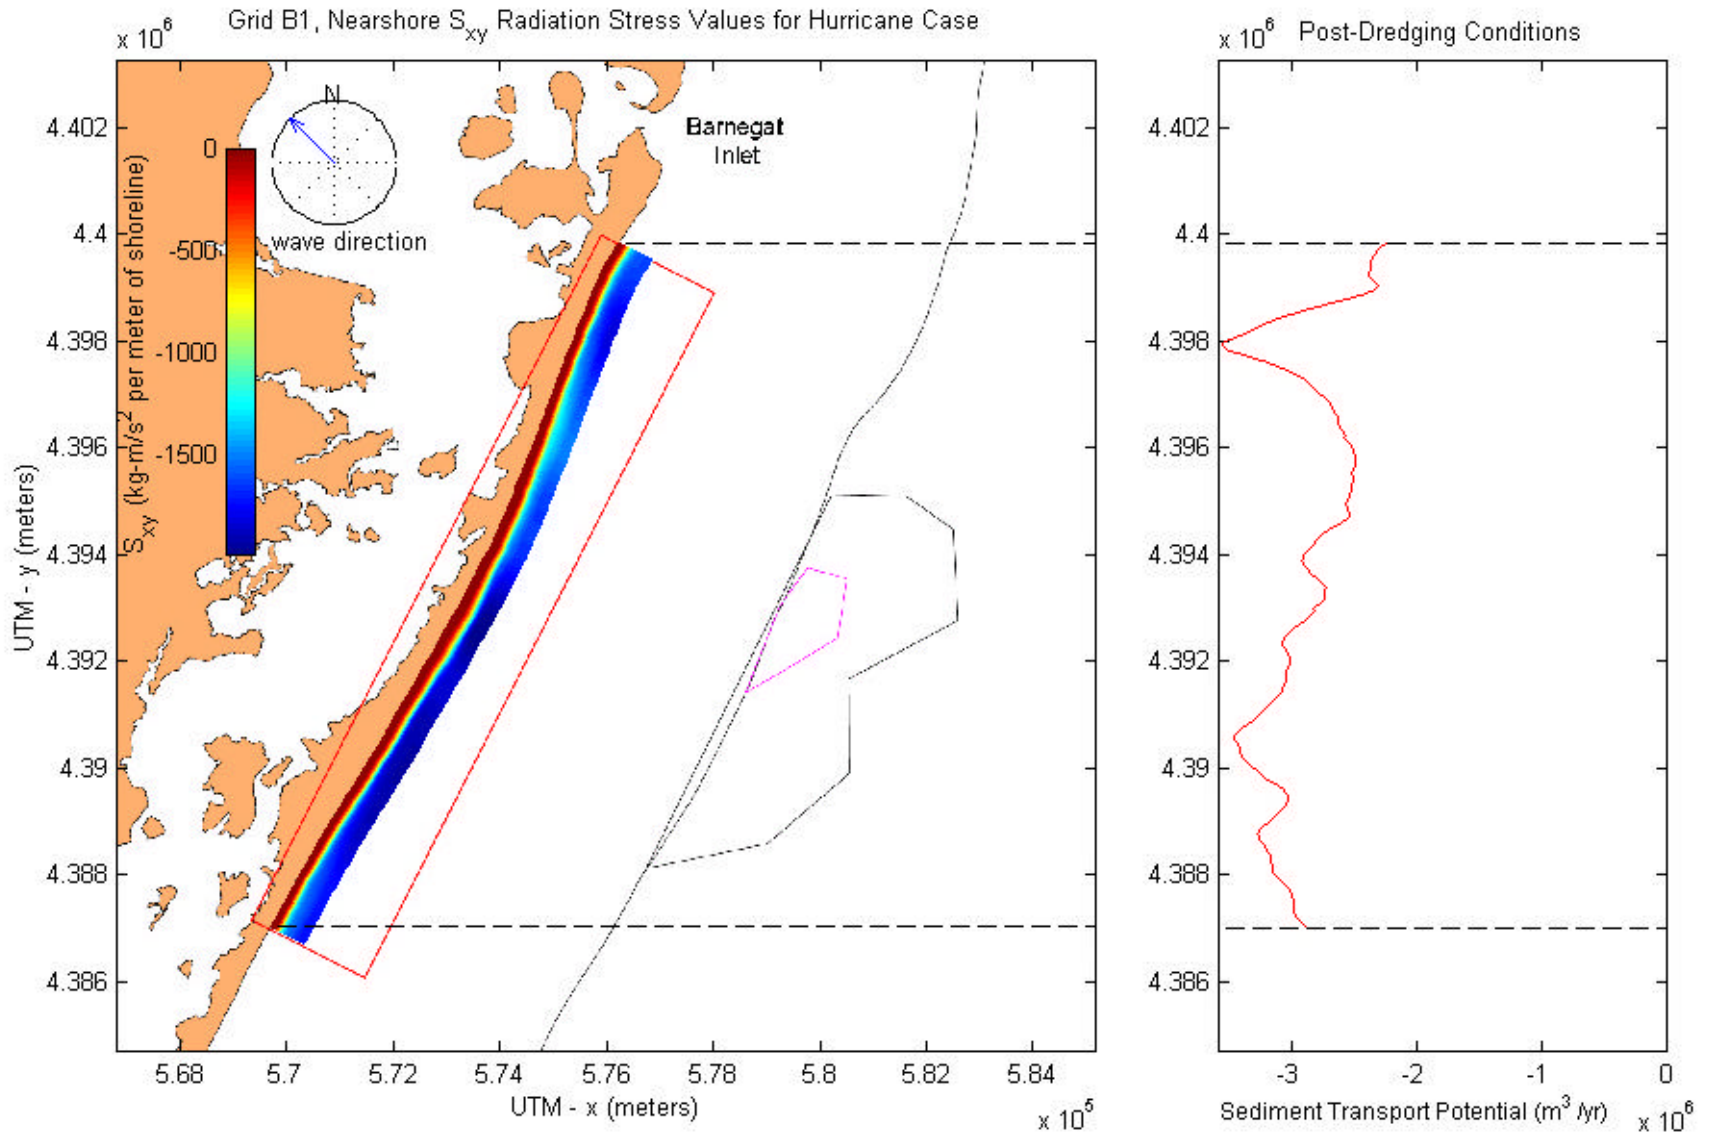 Grid B1, Nearshore Sxy Radiation Stress Values for Hurricane Case
x 10^6
N
wave direction
Barnegat
Inlet
0
-500
-1000
-1500
Sxy (kg-m/s² per meter of shoreline)
4.402
4.4
4.398
4.396
4.394
4.392
4.39
4.388
4.386
UTM - y (meters)
5.68
5.7
5.72
5.74
5.76
5.78
5.8
5.82
5.84
UTM - x (meters)
x 10^5
x 10^6
Post-Dredging Conditions
4.402
4.4
4.398
4.396
4.394
4.392
4.39
4.388
4.386
-3
-2
-1
0
Sediment Transport Potential (m³ /yr)
x 10^6